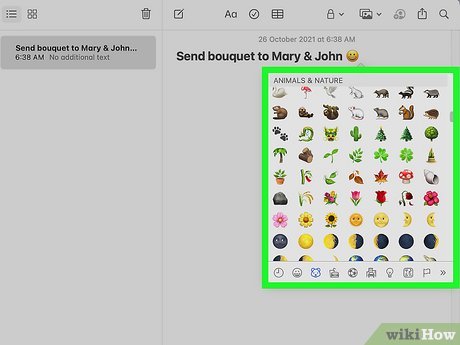 Aa
26 October 2021 at 6:38 AM
Send bouquet to Mary & John...
6:38 AM No additional text
Send bouquet to Mary & John 😀
ANIMALS & NATURE
wikiHow